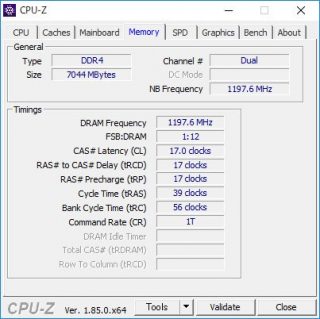 CPU-Z
CPU Caches Mainboard Memory SPD Graphics Bench About
General
Type DDR4 Channel # Dual
Size 7044 MBytes DC Mode
NB Frequency 1197.6 MHz
Timings
DRAM Frequency 1197.6 MHz
FSB:DRAM 1:12
CAS# Latency (CL) 17.0 clocks
RAS# to CAS# Delay (tRCD) 17 clocks
RAS# Precharge (tRP) 17 clocks
Cycle Time (tRAS) 39 clocks
Bank Cycle Time (tRC) 56 clocks
Command Rate (CR) 1T
DRAM Idle Timer
Total CAS# (tRDRAM)
Row To Column (tRCD)
CPU-Z Ver. 1.85.0.x64 Tools Validate Close